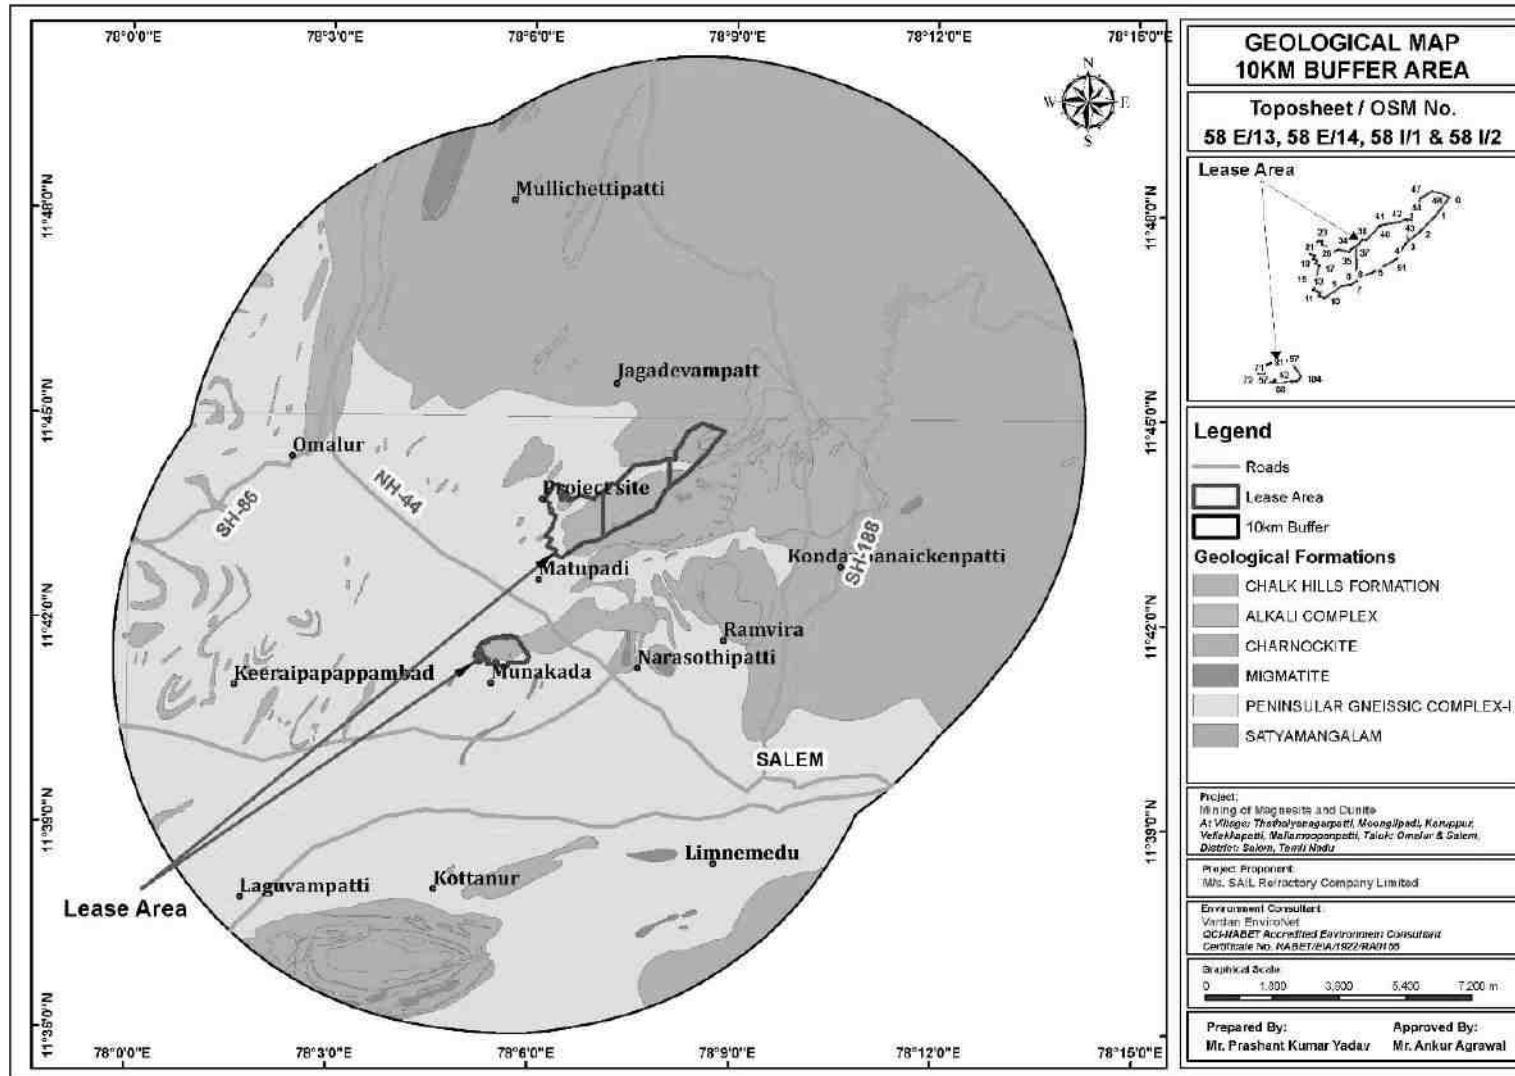 78°0'0"E 78°3'0"E 78°6'0"E 78°9'0"E 78°12'0"E 78°15'0"E
N
W E
S
11°48'0"N
11°48'0"N
Mullichettipatti
Jagadevampatt
11°45'0"N
11°45'0"N
Omalur
NH-44
SH-86
Project site
Matupadi
SH-188
11°42'0"N
11°42'0"N
Ramvira
Narasothipatti
Keeraipapappambad
Munakada
SALEM
11°39'0"N
11°39'0"N
Limnemedu
Kottanur
Laguvampatti
Lease Area
11°36'0"N
78°0'0"E 78°3'0"E 78°6'0"E 78°9'0"E 78°12'0"E 78°15'0"E
GEOLOGICAL MAP
10KM BUFFER AREA
Toposheet / OSM No.
58 E/13, 58 E/14, 58 I/1 & 58 I/2
Lease Area
Legend
Roads
Lease Area
10km Buffer
Geological Formations
CHALK HILLS FORMATION
ALKALI COMPLEX
CHARNOCKITE
MIGMATITE
PENINSULAR GNEISSIC COMPLEX-I
SATYAMANGALAM
Project:
Mining of Magnesite and Dunite
District: Salem, Tamil Nadu
Project Proponent:
M/s. SAIL Refractory Company Limited
Environment Consultant:
Vardan EnviroNet
QCI-NABET Accredited Environment Consultant
Graphical Scale:
0 1,800 3,600 5,400 7,200 m
Prepared By: Approved By:
Mr. Prashant Kumar Yadav Mr. Ankur Agrawal